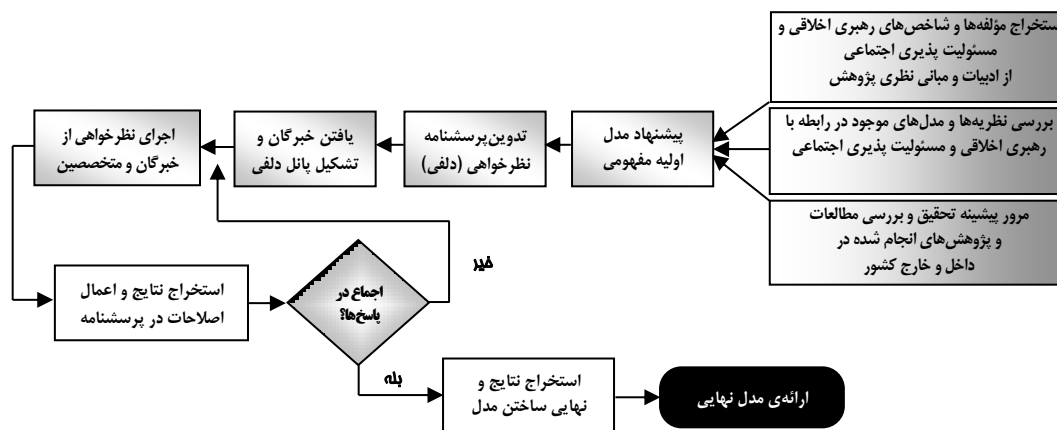 ستخراج مؤلفه‌ها و شاخص‌های رهبری اخلاقی و
مسئولیت پذیری اجتماعی
از ادبیات و مبانی نظری پژوهش
بررسی نظریه‌ها و مدل‌های موجود در رابطه با
رهبری اخلاقی و مسئولیت پذیری اجتماعی
مرور پیشینه تحقیق و بررسی مطالعات
و پژوهش‌های انجام شده در
داخل و خارج کشور
پیشنهاد مدل
اولیه مفهومی
تدوین‌پرسشنامه
نظرخواهی (دلفی)
یافتن خبرگان و
تشکیل پانل دلفی
اجرای نظرخواهی از
خبرگان و متخصصین
استخراج نتایج و اعمال
اصلاحات در پرسشنامه
اجماع در
پاسخ‌ها؟
خیر
بله
استخراج نتایج و
نهایی ساختن مدل
ارائه‌ی مدل نهایی